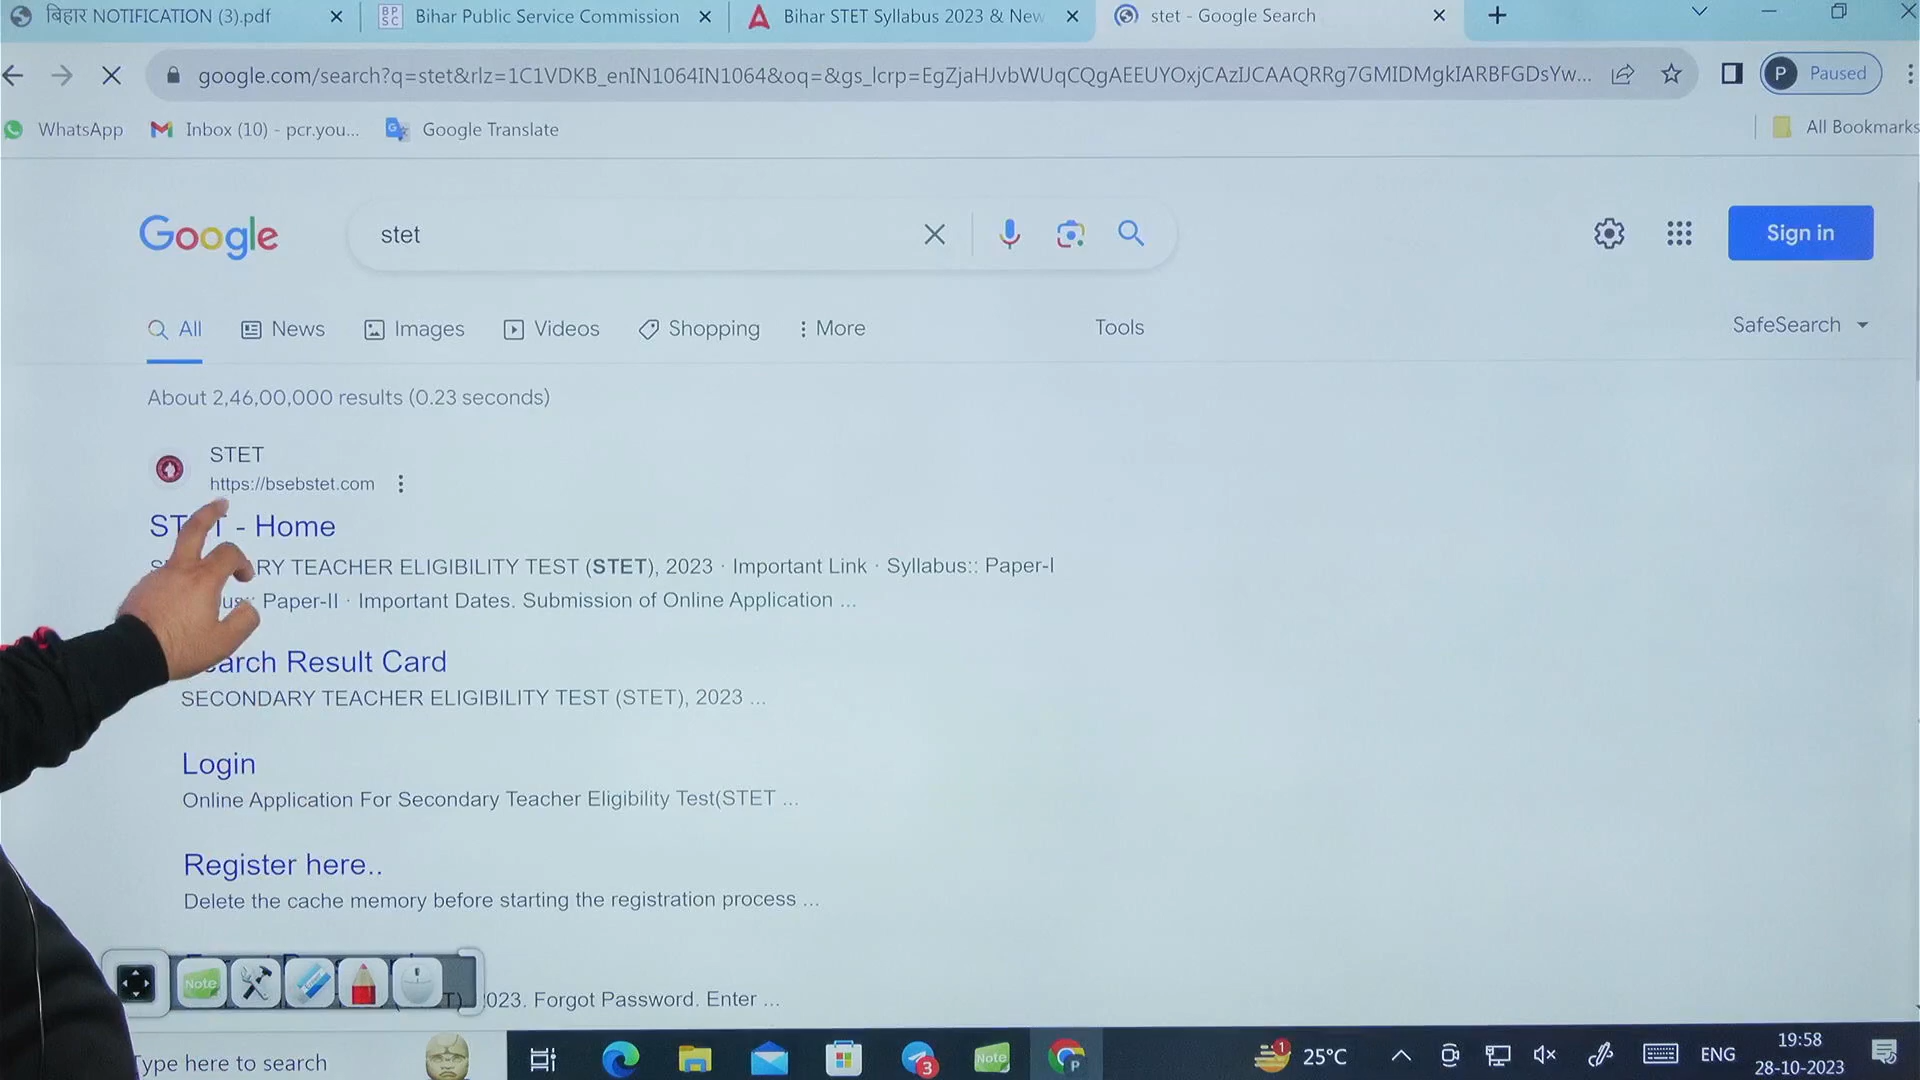 बिहार NOTIFICATION (3).pdf
BPSC Bihar Public Service Commission
Bihar STET Syllabus 2023 & New
stet - Google Search
google.com/search?q=stet&rlz=1C1VDKB_enIN1064IN1064&oq=&gs_lcrp=EgZjaHJvbWUqCQgAEEUYOxjCAzIJCAAQRRg7GMIDMgkIARBFGDsYw...
P Paused
WhatsApp
Inbox (10) - pcr.you...
Google Translate
All Bookmarks
Google
stet
Sign in
All
News
Images
Videos
Shopping
More
Tools
SafeSearch
About 2,46,00,000 results (0.23 seconds)
STET
https://bsebstet.com
- Home
RY TEACHER ELIGIBILITY TEST (STET), 2023 · Important Link · Syllabus:: Paper-I
Paper-II · Important Dates. Submission of Online Application ...
arch Result Card
SECONDARY TEACHER ELIGIBILITY TEST (STET), 2023 ...
Login
Online Application For Secondary Teacher Eligibility Test(STET ...
Register here..
Delete the cache memory before starting the registration process ...
Note
023. Forgot Password. Enter ...
Type here to search
3
Note
P
1
25°C
ENG
19:58
28-10-2023